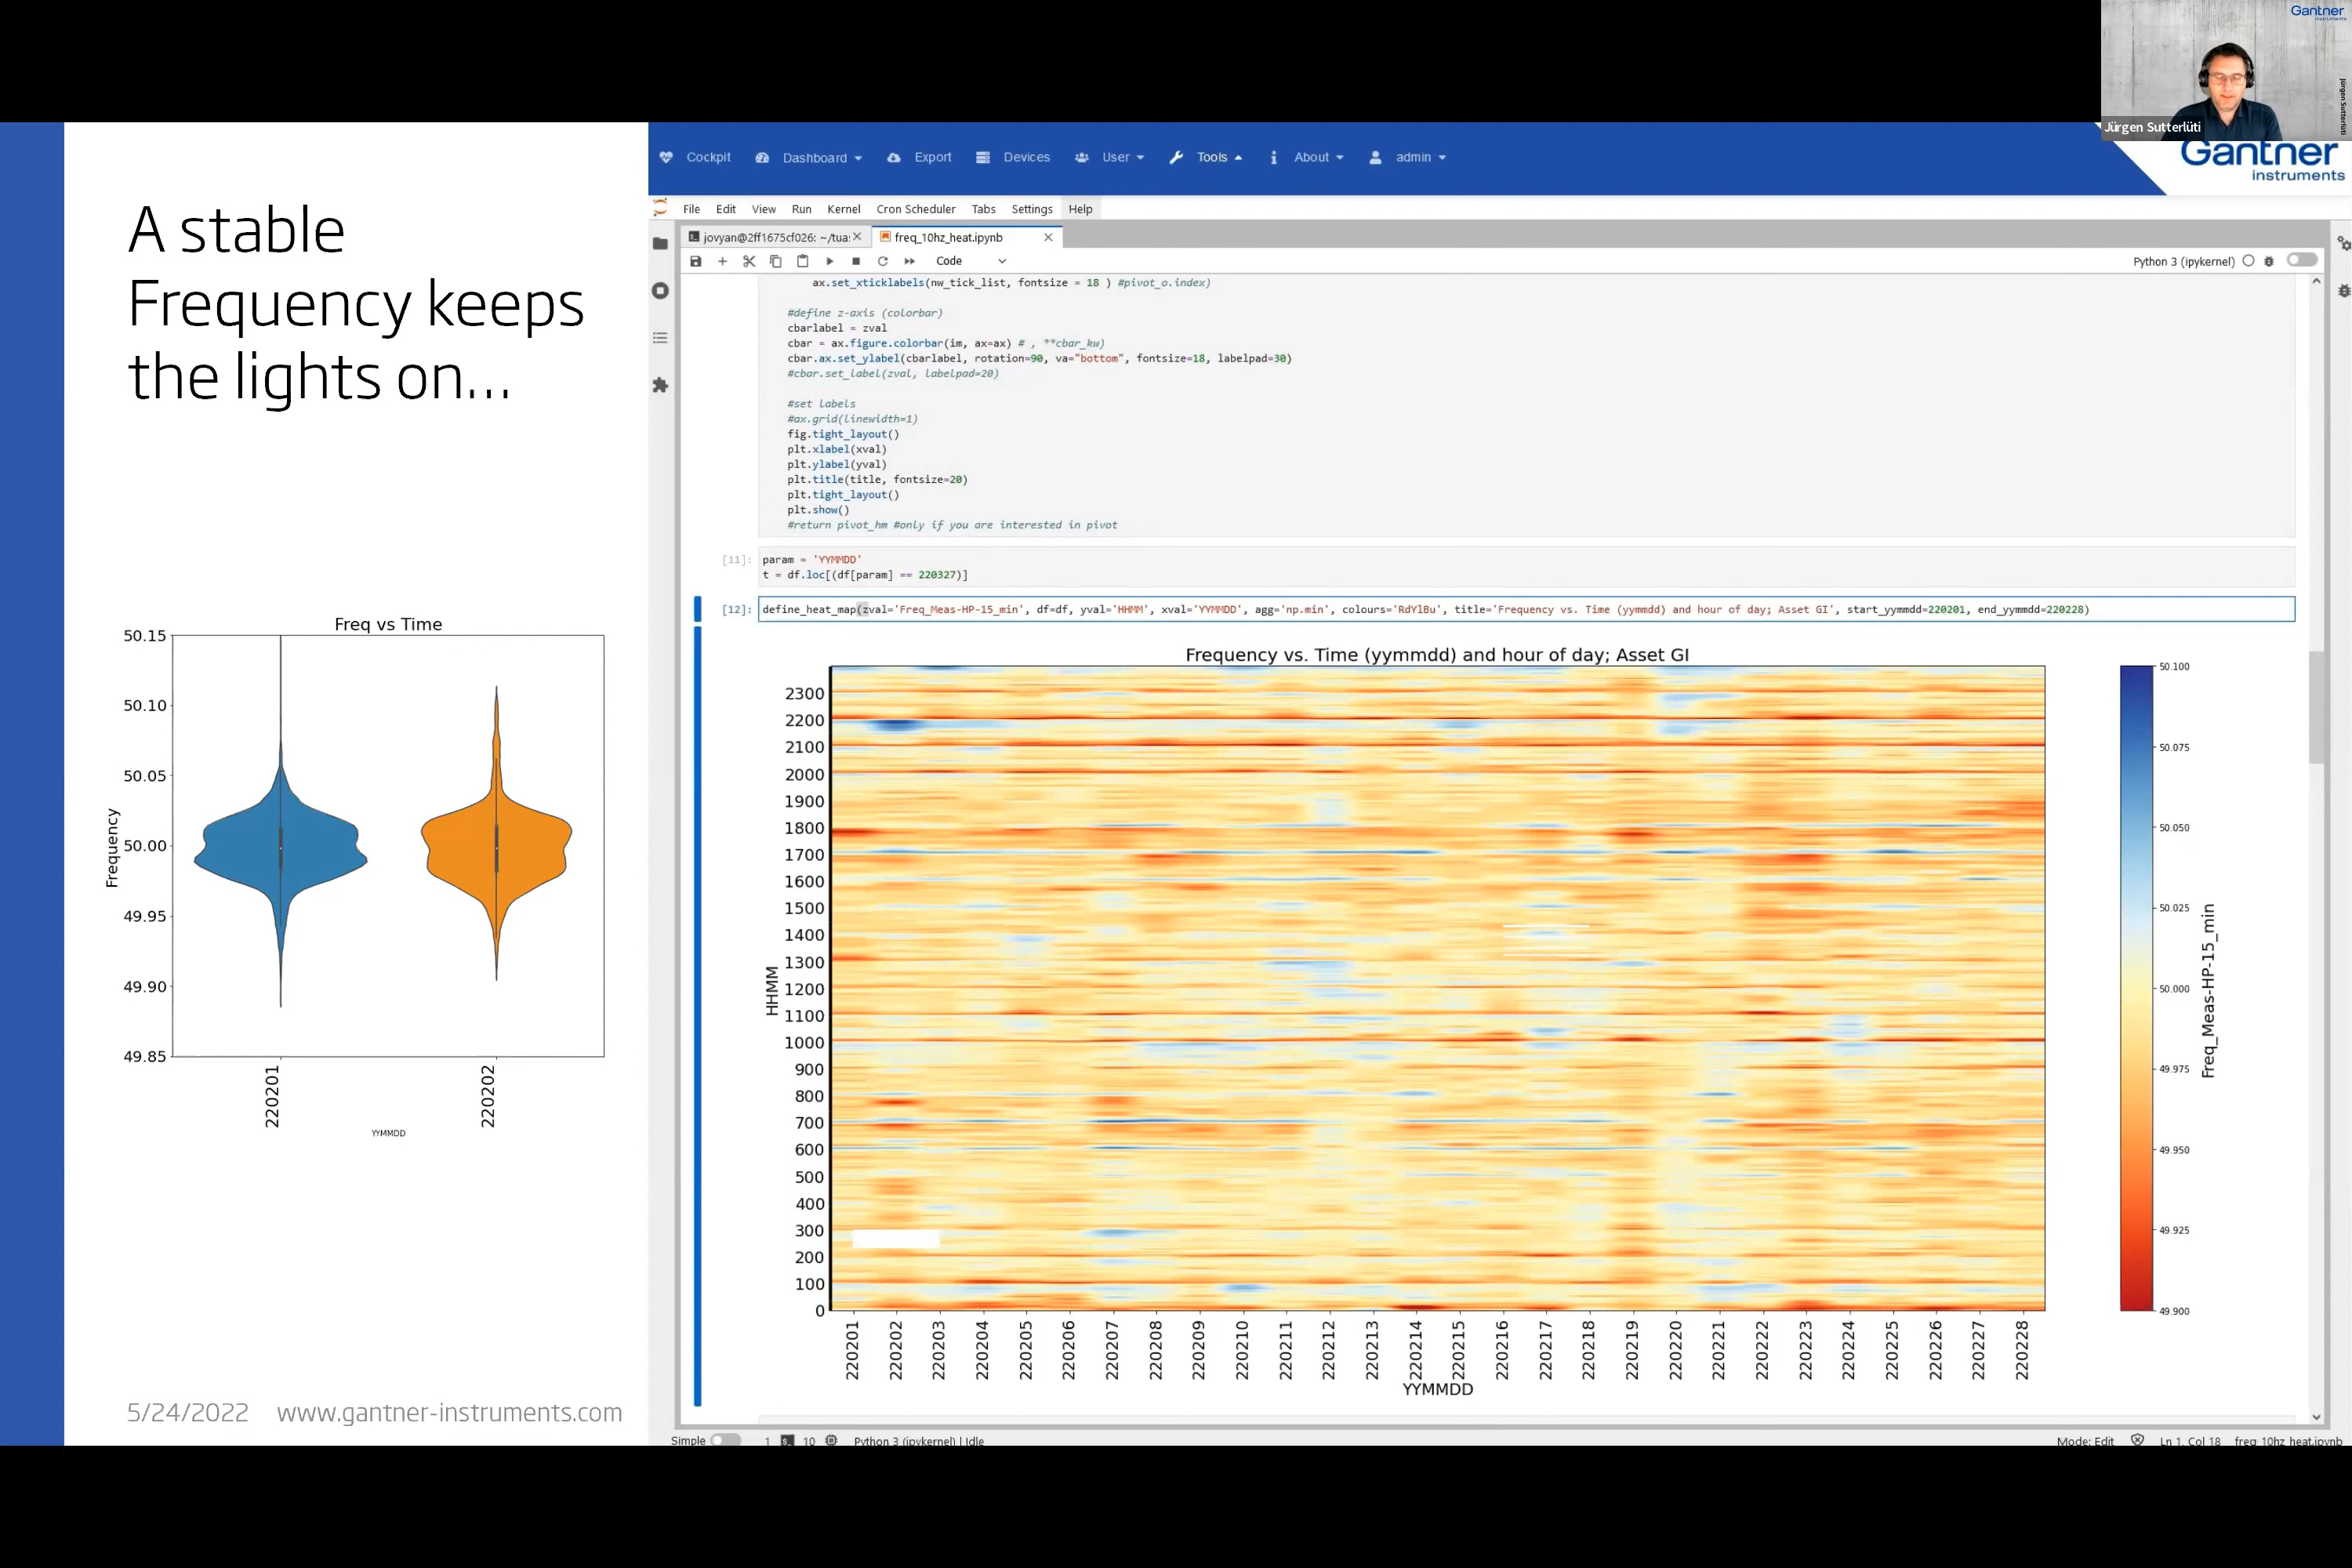 Gantner
instruments
Jürgen Sutterlüti
Jürgen Sutterlüti
A stable
Frequency keeps
the lights on...
Freq vs Time
50.15
50.10
50.05
50.00
49.95
49.90
49.85
Frequency
220201
220202
YYMMDD
5/24/2022 www.gantner-instruments.com
Cockpit Dashboard Export Devices User Tools About admin
Gantner
instruments
File Edit View Run Kernel Cron Scheduler Tabs Settings Help
jovyan@2ff1675cf026: ~/tua: freq_10hz_heat.ipynb
Code
Python 3 (ipykernel)
ax.set_xticklabels(nw_tick_list, fontsize = 18 ) #pivot_o.index)
#define z-axis (colorbar)
cbarlabel = zval
cbar = ax.figure.colorbar(im, ax=ax) # , **cbar_kw)
cbar.ax.set_ylabel(cbarlabel, rotation=90, va="bottom", fontsize=18, labelpad=30)
#cbar.set_label(zval, labelpad=20)
#set labels
#ax.grid(linewidth=1)
fig.tight_layout()
plt.xlabel(xval)
plt.ylabel(yval)
plt.title(title, fontsize=20)
plt.tight_layout()
plt.show()
#return pivot_hm #only if you are interested in pivot
[11]: param = 'YYMMDD'
t = df.loc[(df[param] == 220327)]
[12]: define_heat_map(zval='Freq_Meas-HP-15_min', df=df, yval='HHMM', xval='YYMMDD', agg='np.min', colours='RdYlBu', title='Frequency vs. Time (yymmdd) and hour of day; Asset GI', start_yymmdd=220201, end_yymmdd=220228)
Frequency vs. Time (yymmdd) and hour of day; Asset GI
2300
2200
2100
2000
1900
1800
1700
1600
1500
1400
1300
1200
1100
1000
900
800
700
600
500
400
300
200
100
0
HHMM
220201
220202
220203
220204
220205
220206
220207
220208
220209
220210
220211
220212
220213
220214
220215
220216
220217
220218
220219
220220
220221
220222
220223
220224
220225
220226
220227
220228
YYMMDD
50.100
50.075
50.050
50.025
50.000
49.975
49.950
49.925
49.900
Freq_Meas-HP-15_min
Simple 1 10 Python 3 (ipykernel) | Idle
Mode: Edit Ln 1, Col 18 freq_10hz_heat.ipynb